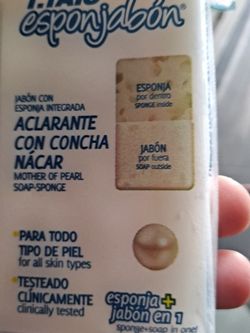 esponjabón®
JABÓN CON
ESPONJA INTEGRADA
ACLARANTE
CON CONCHA
NÁCAR
MOTHER OF PEARL
SOAP-SPONGE
ESPONJA
por dentro
SPONGE inside
JABÓN
por fuera
SOAP outside
*PARA TODO
TIPO DE PIEL
for all skin types
*TESTEADO
CLÍNICAMENTE
clinically tested
esponja+
jabón en 1
sponge+soap in one!